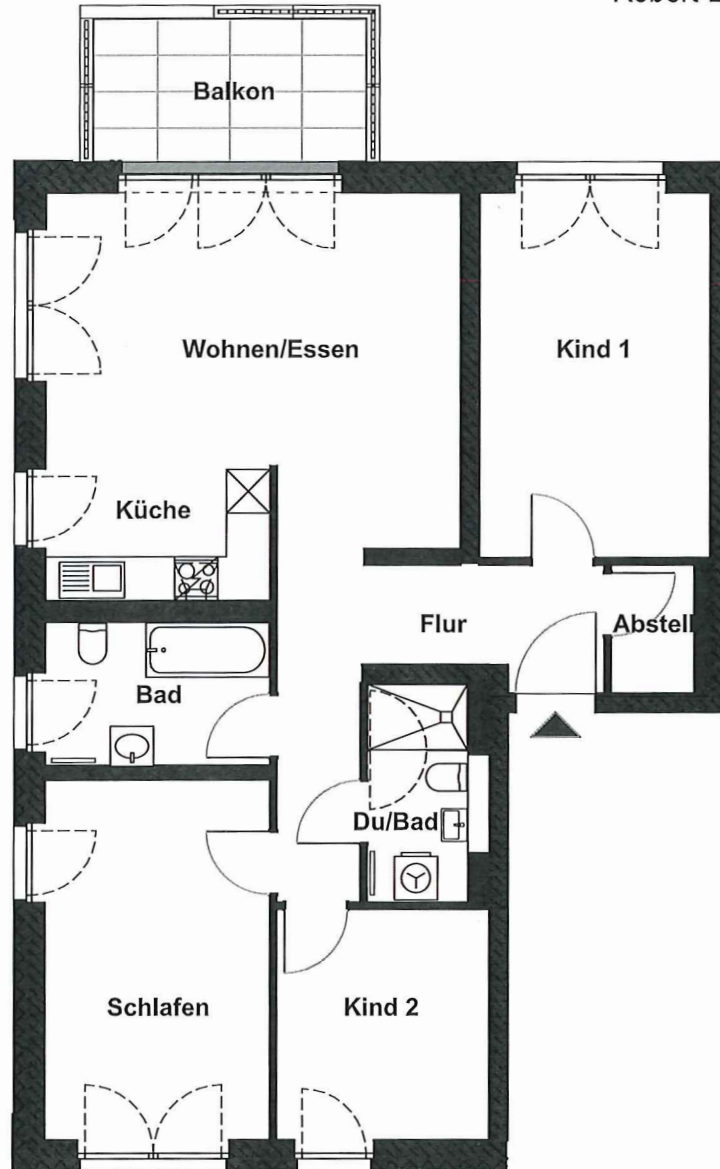 Balkon
Wohnen/Essen
Kind 1
Küche
Flur
Abstell
Bad
Du/Bad
Schlafen
Kind 2